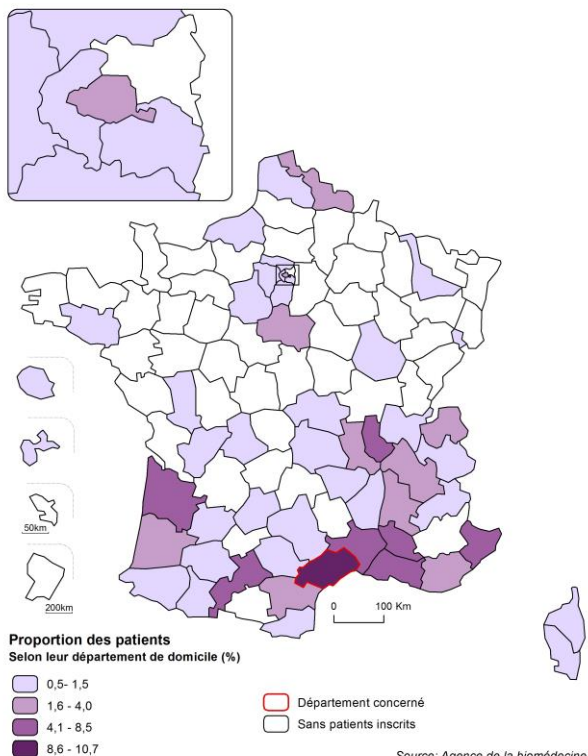 50km
200km
0 100 Km
Proportion des patients
Selon leur département de domicile (%)
0,5- 1,5
1,6 - 4,0
4,1 - 8,5
8,6 - 10,7
Département concerné
Sans patients inscrits
Source: Agence de la biomédecine